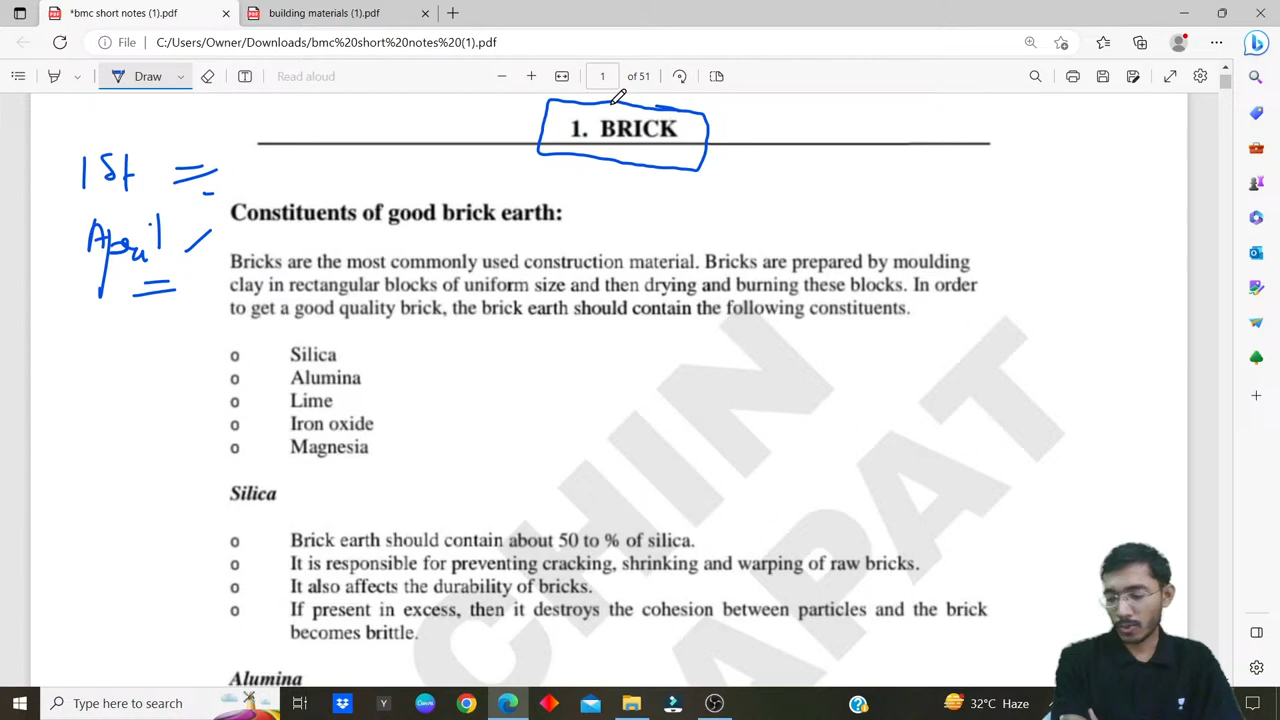 *bmc short notes (1).pdf
building materials (1).pdf
File C:/Users/Owner/Downloads/bmc%20short%20notes%20(1).pdf
Draw
Read aloud
1 of 51
1. BRICK
1st
April
Constituents of good brick earth:
Bricks are the most commonly used construction material. Bricks are prepared by moulding
clay in rectangular blocks of uniform size and then drying and burning these blocks. In order
to get a good quality brick, the brick earth should contain the following constituents.
o Silica
o Alumina
o Lime
o Iron oxide
o Magnesia
Silica
o Brick earth should contain about 50 to % of silica.
o It is responsible for preventing cracking, shrinking and warping of raw bricks.
o It also affects the durability of bricks.
o If present in excess, then it destroys the cohesion between particles and the brick
becomes brittle.
Alumina
CHIN
APAT
Type here to search
32°C Haze